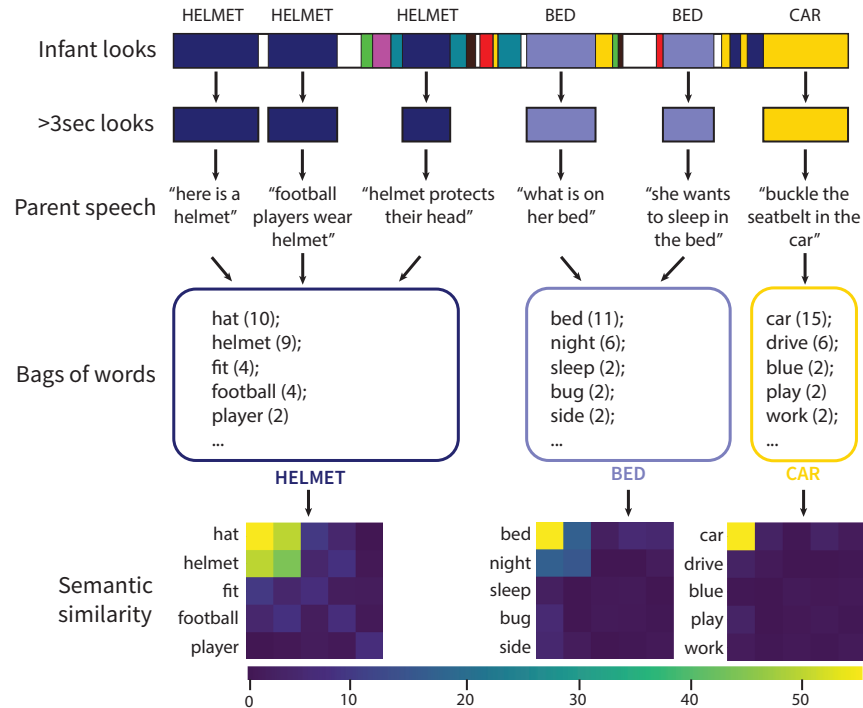 HELMET HELMET HELMET BED BED CAR
Infant looks
>3sec looks
Parent speech
“here is a
helmet”
“football
players wear
helmet”
“helmet protects
their head”
“what is on
her bed”
“she wants
to sleep in
the bed”
“buckle the
seatbelt in the
car”
Bags of words
hat (10);
helmet (9);
fit (4);
football (4);
player (2)
...
HELMET
bed (11);
night (6);
sleep (2);
bug (2);
side (2);
...
BED
car (15);
drive (6);
blue (2);
play (2)
work (2);
...
CAR
Semantic
similarity
hat
helmet
fit
football
player
bed
night
sleep
bug
side
car
drive
blue
play
work
0 10 20 30 40 50